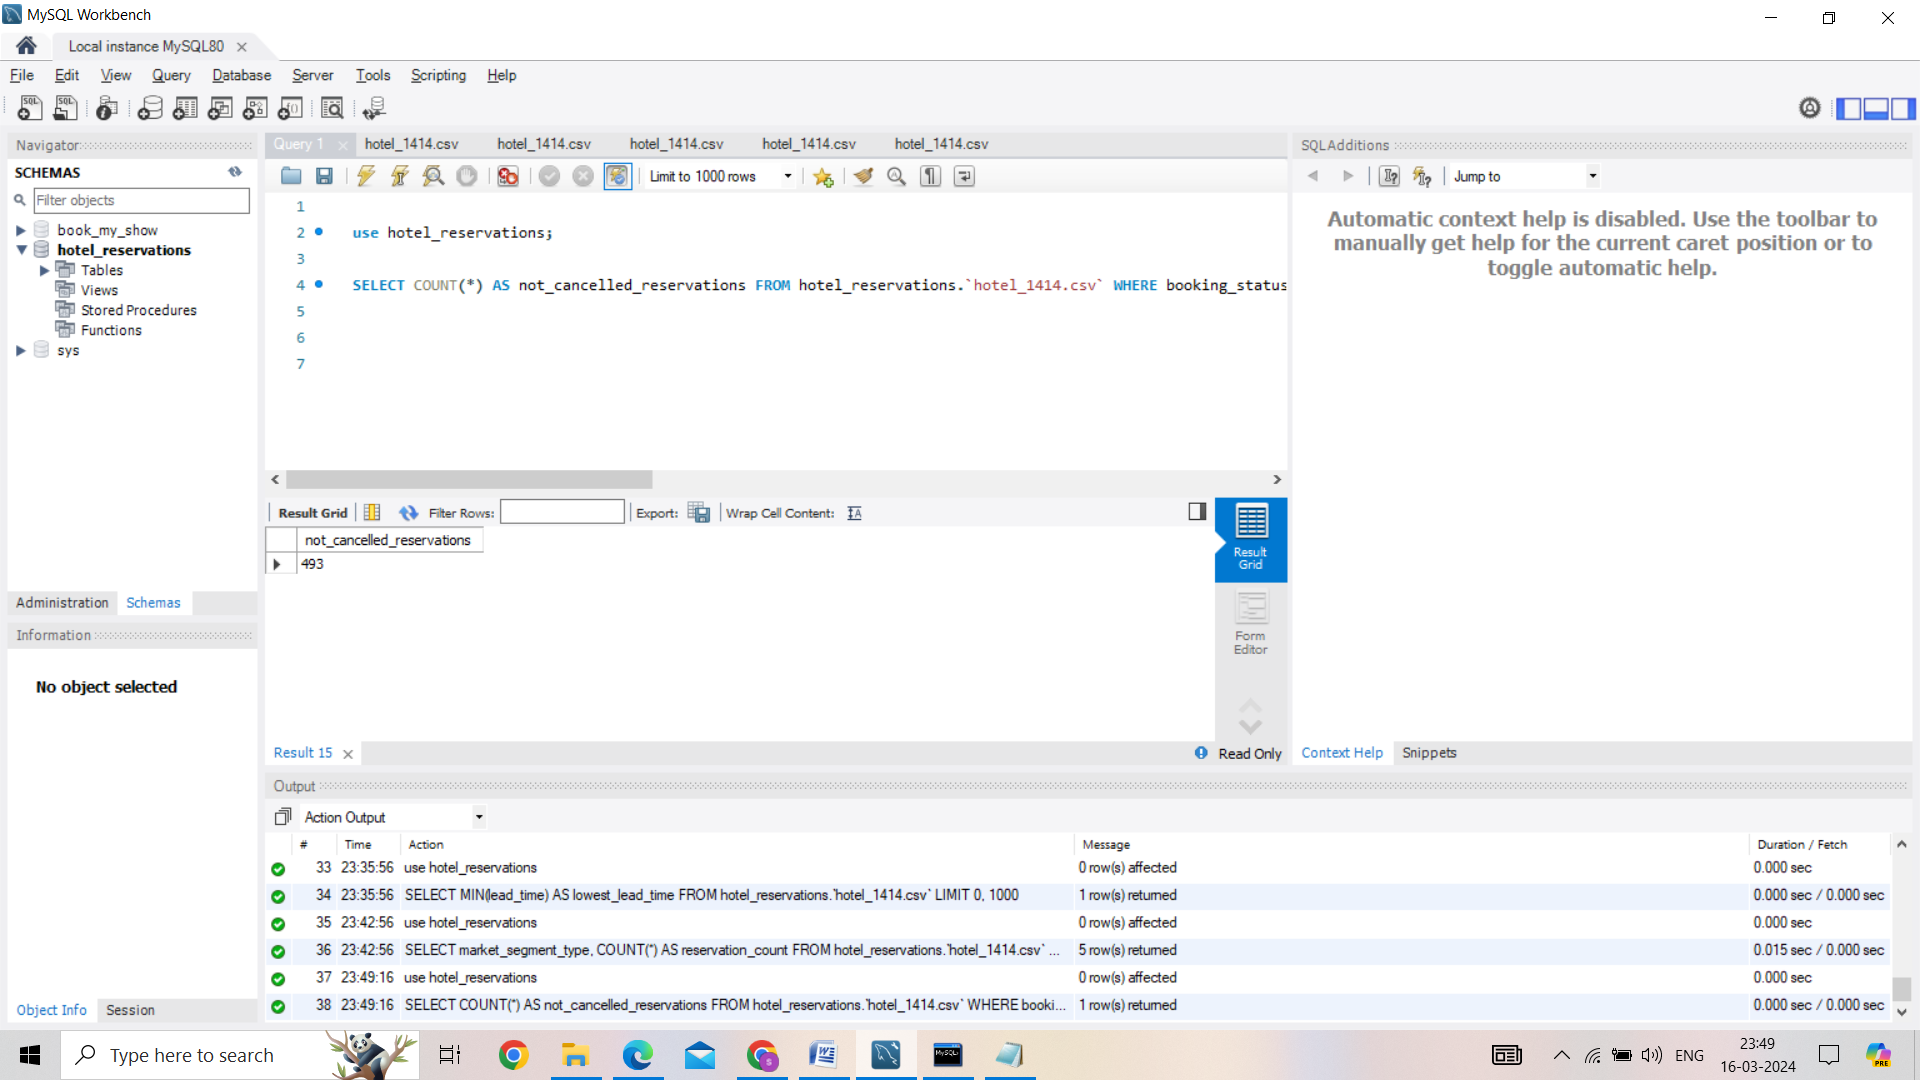 MySQL Workbench
Local instance MySQL80
File Edit View Query Database Server Tools Scripting Help
Navigator
SCHEMAS
Filter objects
book_my_show
hotel_reservations
Tables
Views
Stored Procedures
Functions
sys
Administration Schemas
Information
No object selected
Object Info Session
Query 1 hotel_1414.csv hotel_1414.csv hotel_1414.csv hotel_1414.csv hotel_1414.csv
Limit to 1000 rows
1
2 use hotel_reservations;
3
4 SELECT COUNT(*) AS not_cancelled_reservations FROM hotel_reservations.`hotel_1414.csv` WHERE booking_status
5
6
7
Result Grid Filter Rows: Export: Wrap Cell Content:
not_cancelled_reservations
493
Result Grid
Form Editor
Result 15 Read Only
SQLAdditions
Jump to
Automatic context help is disabled. Use the toolbar to
manually get help for the current caret position or to
toggle automatic help.
Context Help Snippets
Output
Action Output
# Time Action Message Duration / Fetch
33 23:35:56 use hotel_reservations 0 row(s) affected 0.000 sec
34 23:35:56 SELECT MIN(lead_time) AS lowest_lead_time FROM hotel_reservations.`hotel_1414.csv` LIMIT 0, 1000 1 row(s) returned 0.000 sec / 0.000 sec
35 23:42:56 use hotel_reservations 0 row(s) affected 0.000 sec
36 23:42:56 SELECT market_segment_type, COUNT(*) AS reservation_count FROM hotel_reservations.`hotel_1414.csv` ... 5 row(s) returned 0.015 sec / 0.000 sec
37 23:49:16 use hotel_reservations 0 row(s) affected 0.000 sec
38 23:49:16 SELECT COUNT(*) AS not_cancelled_reservations FROM hotel_reservations.`hotel_1414.csv` WHERE booki... 1 row(s) returned 0.000 sec / 0.000 sec
Type here to search
ENG
23:49
16-03-2024